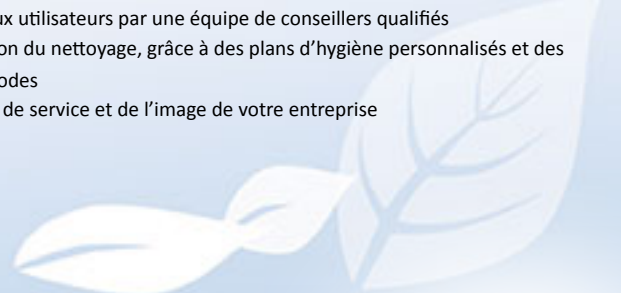 ux utilisateurs par une équipe de conseillers qualifiés
on du nettoyage, grâce à des plans d’hygiène personnalisés et des
odes
de service et de l’image de votre entreprise